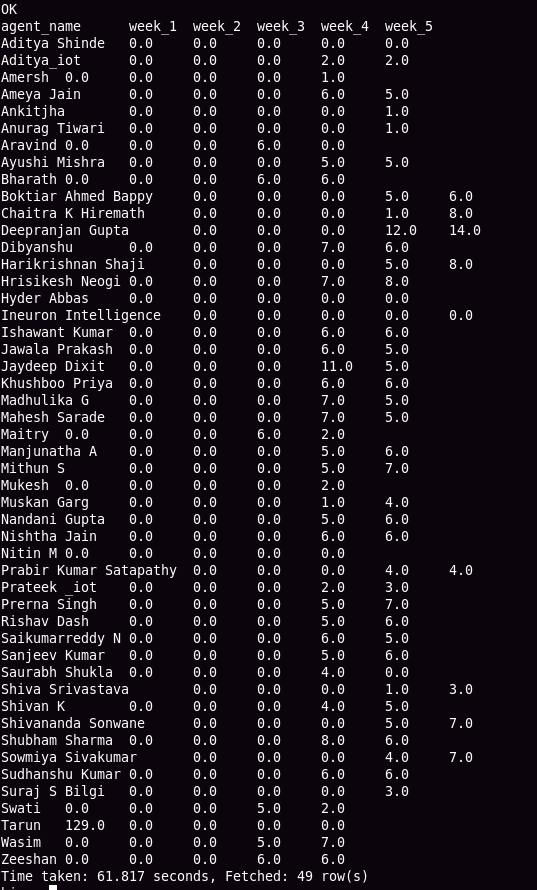 OK
agent_name week_1 week_2 week_3 week_4 week_5
Aditya Shinde 0.0 0.0 0.0 0.0 0.0
Aditya_iot 0.0 0.0 0.0 2.0 2.0
Amersh 0.0 0.0 0.0 1.0
Ameya Jain 0.0 0.0 0.0 6.0 5.0
Ankitjha 0.0 0.0 0.0 0.0 1.0
Anurag Tiwari 0.0 0.0 0.0 0.0 1.0
Aravind 0.0 0.0 6.0 0.0
Ayushi Mishra 0.0 0.0 0.0 5.0 5.0
Bharath 0.0 0.0 0.0 6.0 6.0
Boktiar Ahmed Bappy 0.0 0.0 0.0 5.0 6.0
Chaitra K Hiremath 0.0 0.0 0.0 1.0 8.0
Deepranjan Gupta 0.0 0.0 0.0 12.0 14.0
Dibyanshu 0.0 0.0 0.0 7.0 6.0
Harikrishnan Shaji 0.0 0.0 0.0 5.0 8.0
Hrisikesh Neogi 0.0 0.0 0.0 7.0 8.0
Hyder Abbas 0.0 0.0 0.0 0.0 0.0
Ineuron Intelligence 0.0 0.0 0.0 0.0 0.0
Ishawant Kumar 0.0 0.0 0.0 6.0 6.0
Jawala Prakash 0.0 0.0 0.0 6.0 5.0
Jaydeep Dixit 0.0 0.0 0.0 11.0 5.0
Khushboo Priya 0.0 0.0 0.0 6.0 6.0
Madhulika G 0.0 0.0 0.0 7.0 5.0
Mahesh Sarade 0.0 0.0 0.0 7.0 5.0
Maitry 0.0 0.0 6.0 2.0
Manjunatha A 0.0 0.0 0.0 5.0 6.0
Mithun S 0.0 0.0 0.0 5.0 7.0
Mukesh 0.0 0.0 0.0 2.0
Muskan Garg 0.0 0.0 0.0 1.0 4.0
Nandani Gupta 0.0 0.0 0.0 5.0 6.0
Nishtha Jain 0.0 0.0 0.0 6.0 6.0
Nitin M 0.0 0.0 0.0 0.0 0.0
Prabir Kumar Satapathy 0.0 0.0 0.0 4.0 4.0
Prateek _iot 0.0 0.0 0.0 2.0 3.0
Prerna Singh 0.0 0.0 0.0 5.0 7.0
Rishav Dash 0.0 0.0 0.0 5.0 6.0
Saikumarreddy N 0.0 0.0 0.0 6.0 5.0
Sanjeev Kumar 0.0 0.0 0.0 5.0 6.0
Saurabh Shukla 0.0 0.0 0.0 4.0 0.0
Shiva Srivastava 0.0 0.0 0.0 1.0 3.0
Shivan K 0.0 0.0 0.0 4.0 5.0
Shivananda Sonwane 0.0 0.0 0.0 5.0 7.0
Shubham Sharma 0.0 0.0 0.0 8.0 6.0
Sowmiya Sivakumar 0.0 0.0 0.0 4.0 7.0
Sudhanshu Kumar 0.0 0.0 0.0 6.0 6.0
Suraj S Bilgi 0.0 0.0 0.0 0.0 3.0
Swati 0.0 0.0 0.0 5.0 2.0
Tarun 129.0 0.0 0.0 0.0 0.0
Wasim 0.0 0.0 0.0 5.0 7.0
Zeeshan 0.0 0.0 0.0 6.0 6.0
Time taken: 61.817 seconds, Fetched: 49 row(s)